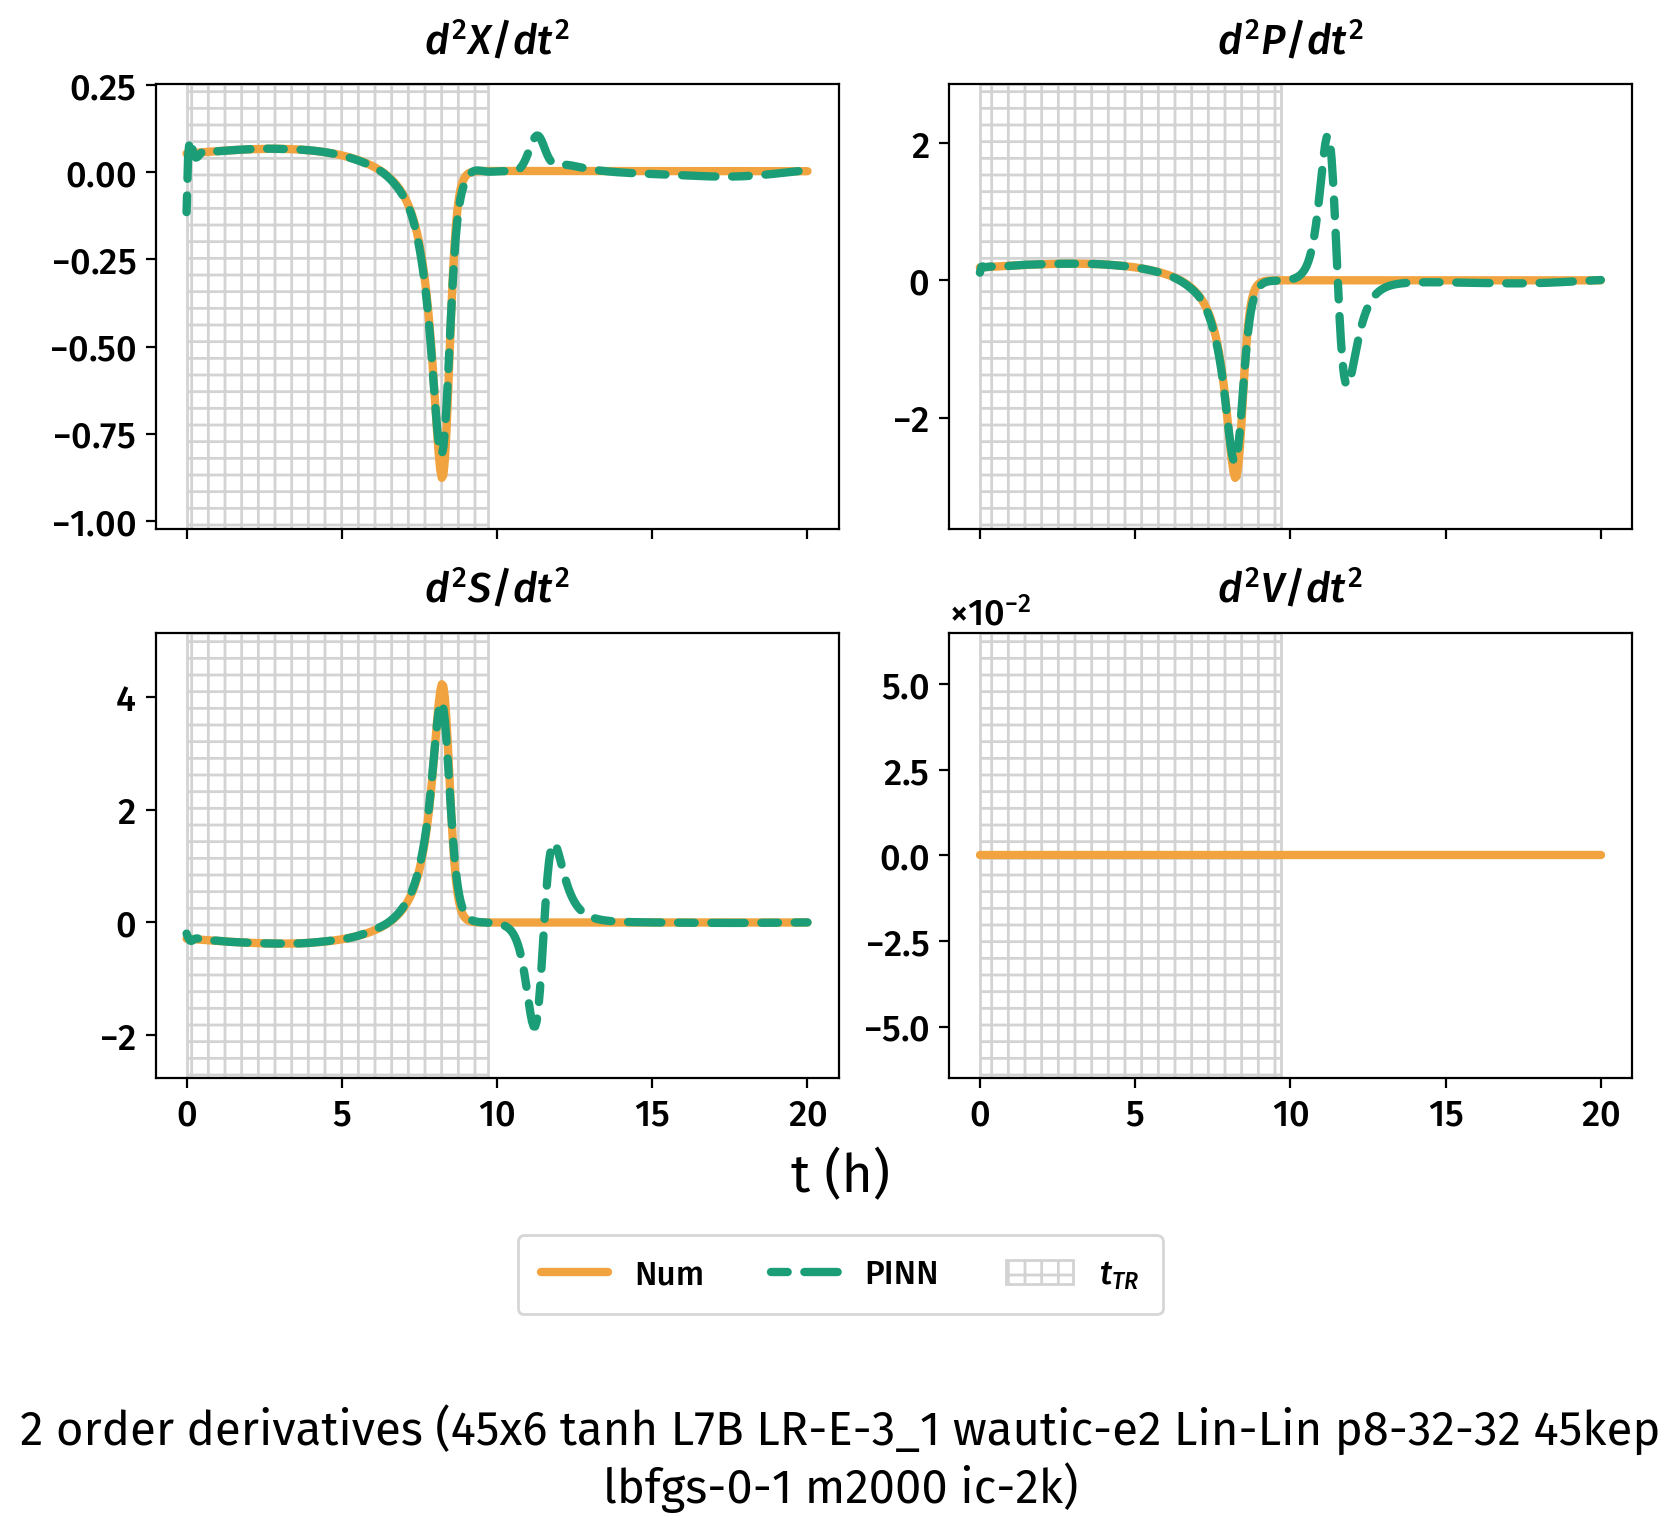 d²X/dt²
d²P/dt²
0.25
0.00
−0.25
−0.50
−0.75
−1.00
2
0
−2
d²S/dt²
d²V/dt²
×10⁻²
4
2
0
−2
5.0
2.5
0.0
−2.5
−5.0
0 5 10 15 20
0 5 10 15 20
t (h)
Num PINN t_TR
2 order derivatives (45x6 tanh L7B LR-E-3_1 wautic-e2 Lin-Lin p8-32-32 45kep
lbfgs-0-1 m2000 ic-2k)